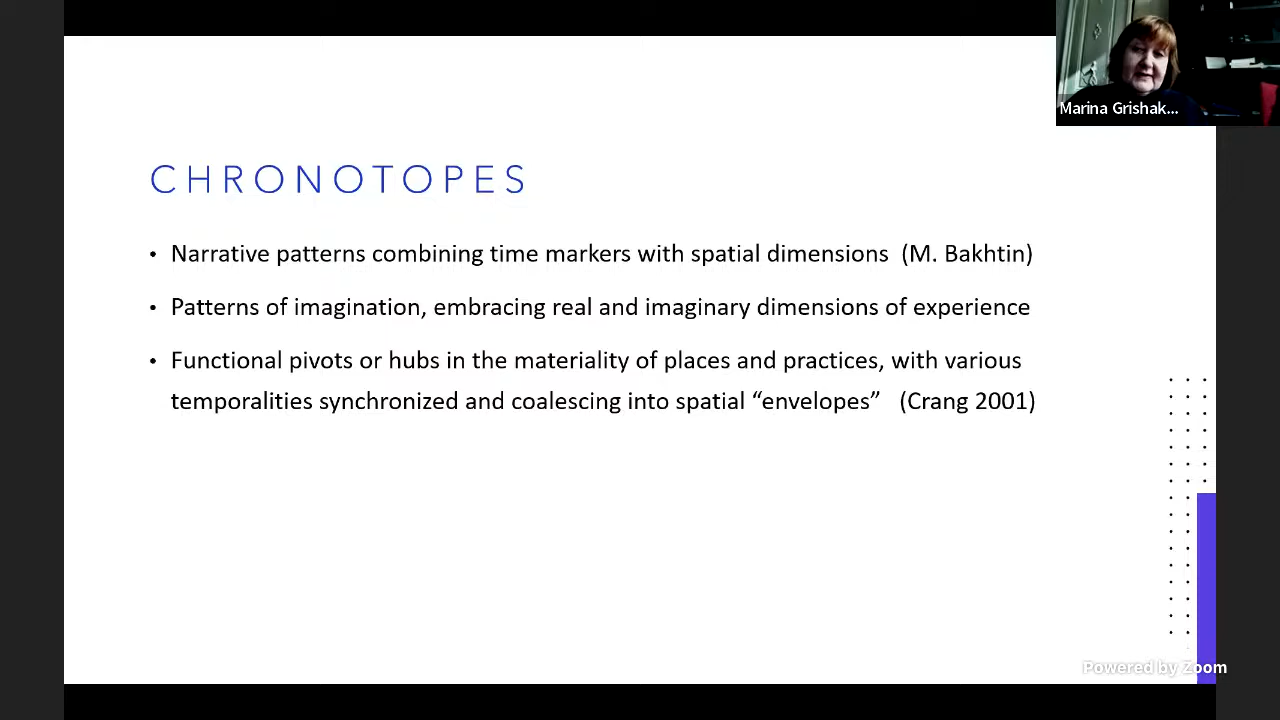 Marina Grishak...
CHRONOTOPES
• Narrative patterns combining time markers with spatial dimensions (M. Bakhtin)
• Patterns of imagination, embracing real and imaginary dimensions of experience
• Functional pivots or hubs in the materiality of places and practices, with various
temporalities synchronized and coalescing into spatial “envelopes” (Crang 2001)
Powered by Zoom